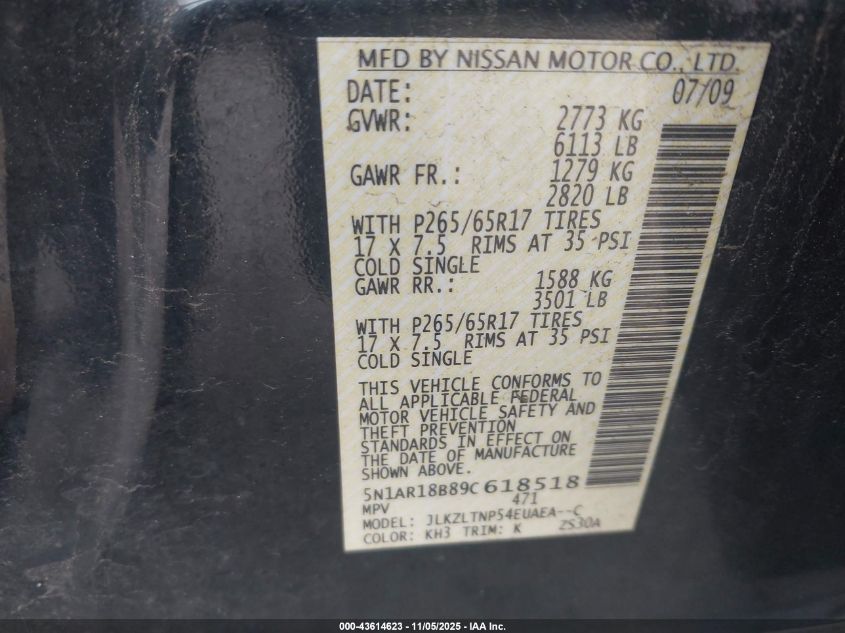 MFD BY NISSAN MOTOR CO., LTD.
DATE: 07/09
GVWR: 2773 KG
6113 LB
GAWR FR.: 1279 KG
2820 LB
WITH P265/65R17 TIRES
17 X 7.5 RIMS AT 35 PSI
COLD SINGLE
GAWR RR.: 1588 KG
3501 LB
WITH P265/65R17 TIRES
17 X 7.5 RIMS AT 35 PSI
COLD SINGLE
THIS VEHICLE CONFORMS TO
ALL APPLICABLE FEDERAL
MOTOR VEHICLE SAFETY AND
THEFT PREVENTION
STANDARDS IN EFFECT ON
THE DATE OF MANUFACTURE
SHOWN ABOVE.
5N1AR18B89C618518
MPV 471
MODEL: JLKZLTNP54EUAEA--C
COLOR: KH3 TRIM: K ZS30A
000-43614623 - 11/05/2025 - IAA Inc.